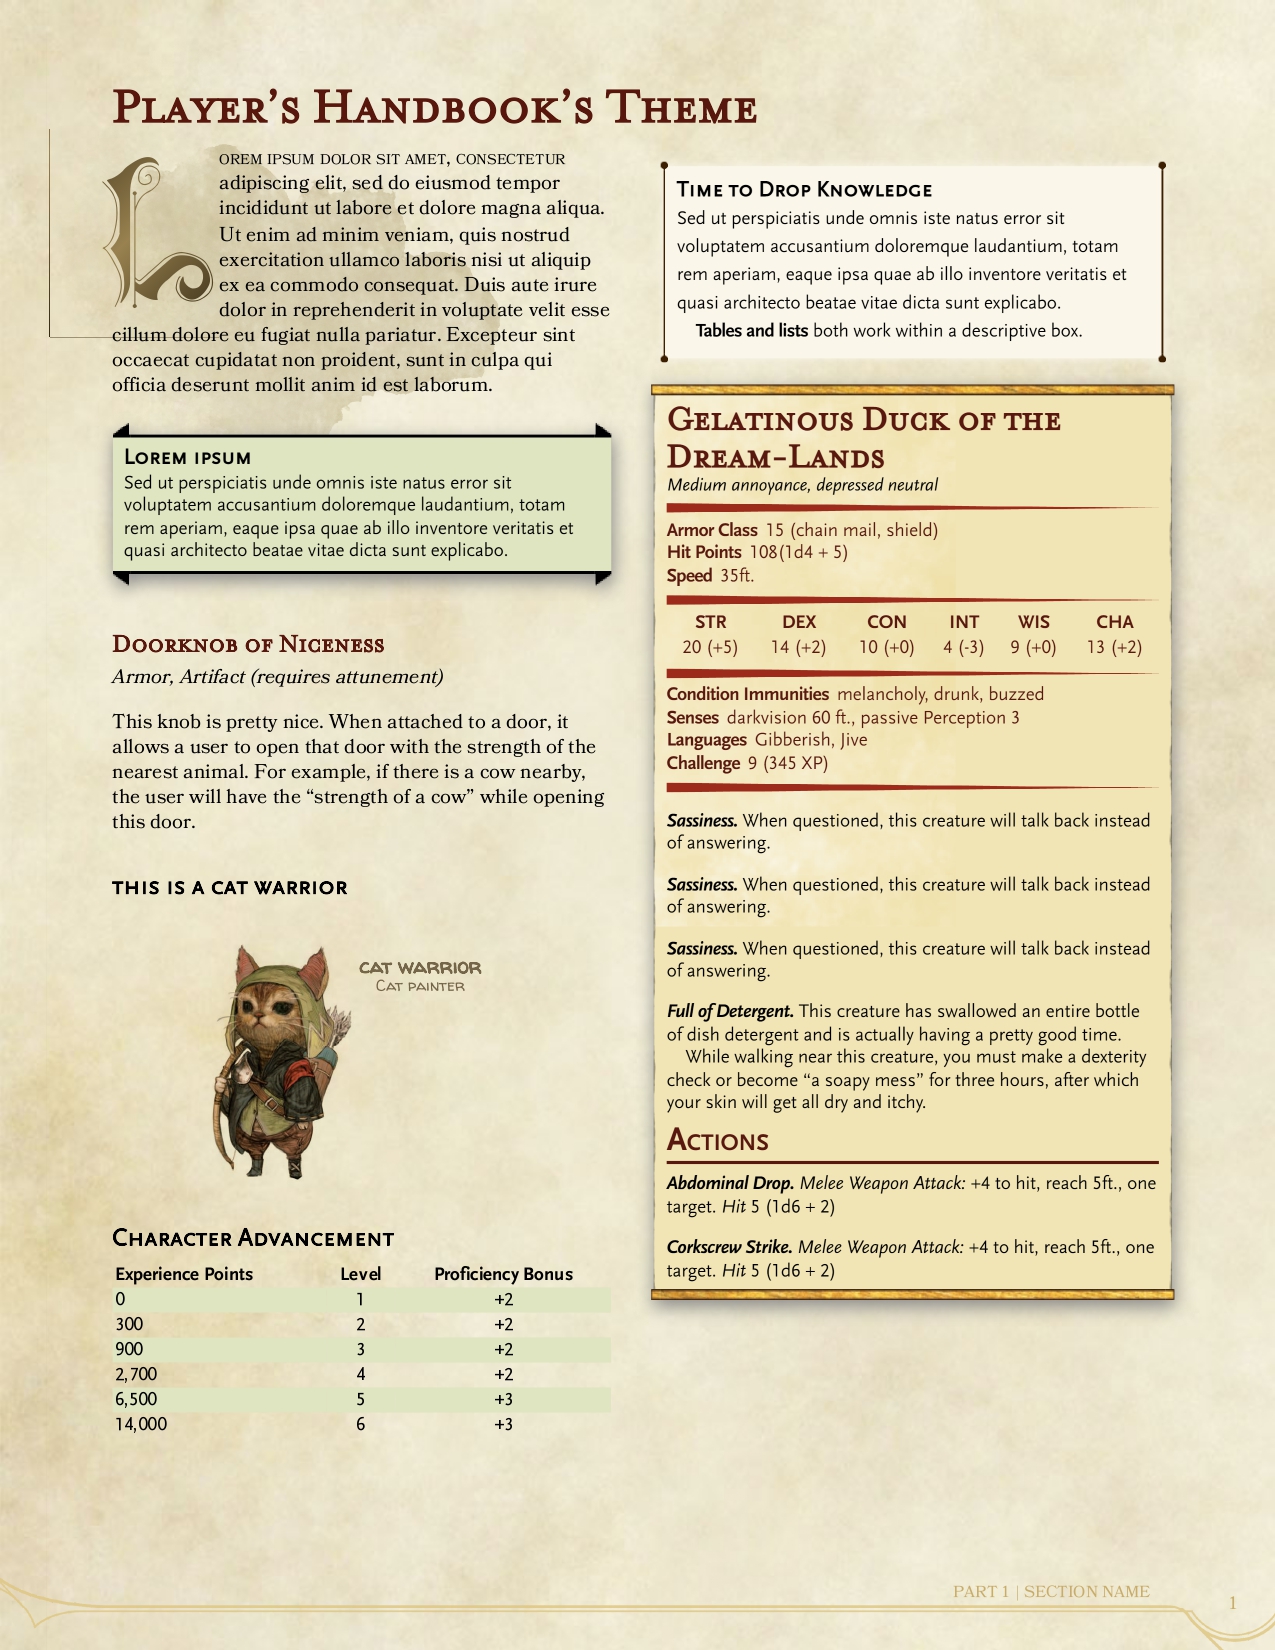 Player's Handbook's Theme
Lorem ipsum dolor sit amet, consectetur
adipiscing elit, sed do eiusmod tempor
incididunt ut labore et dolore magna aliqua.
Ut enim ad minim veniam, quis nostrud
exercitation ullamco laboris nisi ut aliquip
ex ea commodo consequat. Duis aute irure
dolor in reprehenderit in voluptate velit esse
cillum dolore eu fugiat nulla pariatur. Excepteur sint
occaecat cupidatat non proident, sunt in culpa qui
officia deserunt mollit anim id est laborum.
Lorem ipsum
Sed ut perspiciatis unde omnis iste natus error sit
voluptatem accusantium doloremque laudantium, totam
rem aperiam, eaque ipsa quae ab illo inventore veritatis et
quasi architecto beatae vitae dicta sunt explicabo.
Doorknob of Niceness
Armor, Artifact (requires attunement)
This knob is pretty nice. When attached to a door, it
allows a user to open that door with the strength of the
nearest animal. For example, if there is a cow nearby,
the user will have the “strength of a cow” while opening
this door.
THIS IS A CAT WARRIOR
CAT WARRIOR
Cat painter
Character Advancement
Experience Points Level Proficiency Bonus
0 1 +2
300 2 +2
900 3 +2
2,700 4 +2
6,500 5 +3
14,000 6 +3
Time to Drop Knowledge
Sed ut perspiciatis unde omnis iste natus error sit
voluptatem accusantium doloremque laudantium, totam
rem aperiam, eaque ipsa quae ab illo inventore veritatis et
quasi architecto beatae vitae dicta sunt explicabo.
Tables and lists both work within a descriptive box.
Gelatinous Duck of the
Dream-Lands
Medium annoyance, depressed neutral
Armor Class 15 (chain mail, shield)
Hit Points 108(1d4 + 5)
Speed 35ft.
STR DEX CON INT WIS CHA
20 (+5) 14 (+2) 10 (+0) 4 (-3) 9 (+0) 13 (+2)
Condition Immunities melancholy, drunk, buzzed
Senses darkvision 60 ft., passive Perception 3
Languages Gibberish, Jive
Challenge 9 (345 XP)
Sassiness. When questioned, this creature will talk back instead
of answering.
Sassiness. When questioned, this creature will talk back instead
of answering.
Sassiness. When questioned, this creature will talk back instead
of answering.
Full of Detergent. This creature has swallowed an entire bottle
of dish detergent and is actually having a pretty good time.
While walking near this creature, you must make a dexterity
check or become “a soapy mess” for three hours, after which
your skin will get all dry and itchy.
Actions
Abdominal Drop. Melee Weapon Attack: +4 to hit, reach 5ft., one
target. Hit 5 (1d6 + 2)
Corkscrew Strike. Melee Weapon Attack: +4 to hit, reach 5ft., one
target. Hit 5 (1d6 + 2)
PART 1 | SECTION NAME
1